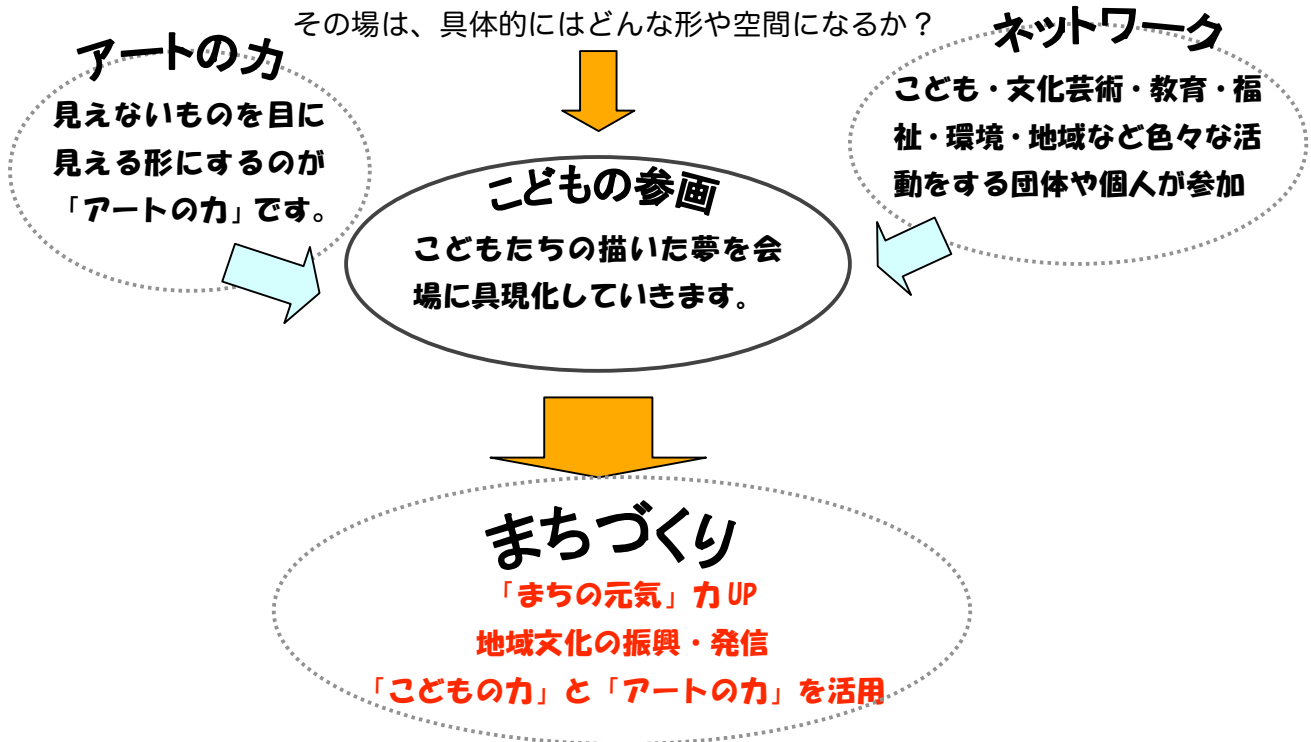 その場は、具体的にはどんな形や空間になるか？
アートの力
見えないものを目に
見える形にするのが
「アートの力」です。
ネットワーク
こども・文化芸術・教育・福
祉・環境・地域など色々な活
動をする団体や個人が参加
こどもの参画
こどもたちの描いた夢を会
場に具現化していきます。
まちづくり
「まちの元気」力UP
地域文化の振興・発信
「こどもの力」と「アートの力」を活用